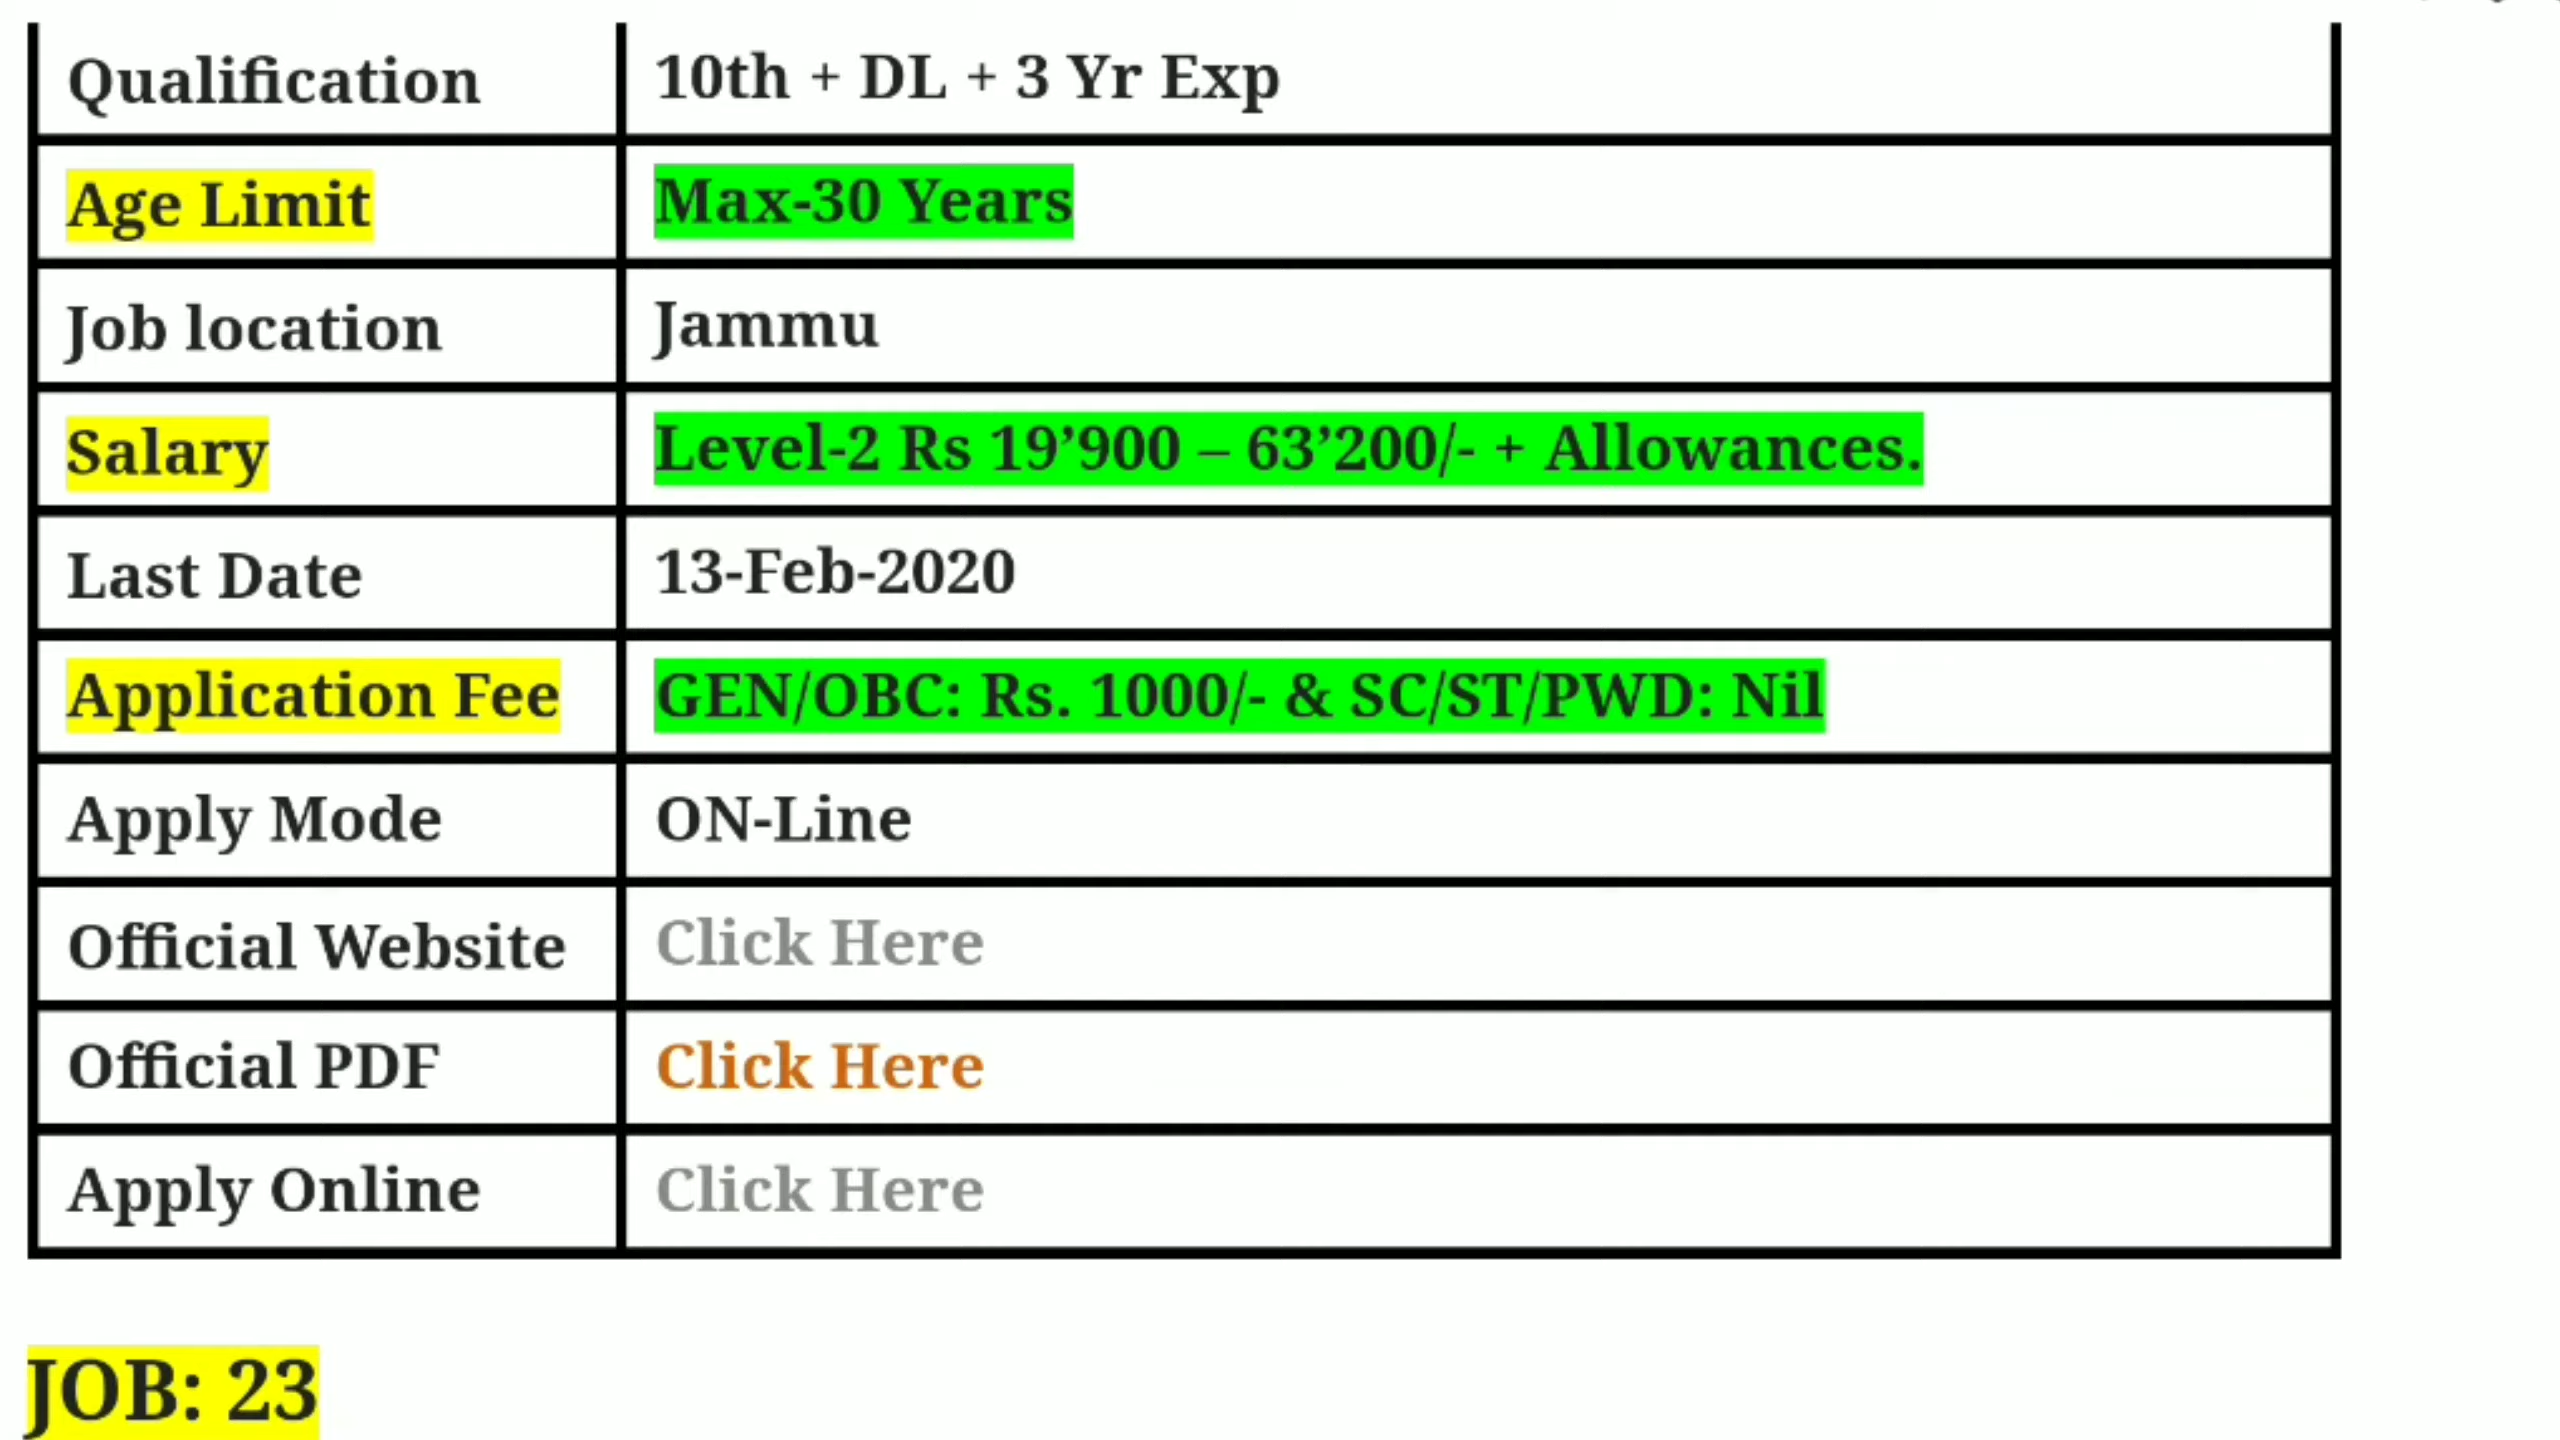 Qualification 10th + DL + 3 Yr Exp
Age Limit Max-30 Years
Job location Jammu
Salary Level-2 Rs 19’900 – 63’200/- + Allowances.
Last Date 13-Feb-2020
Application Fee GEN/OBC: Rs. 1000/- & SC/ST/PWD: Nil
Apply Mode ON-Line
Official Website Click Here
Official PDF Click Here
Apply Online Click Here
JOB: 23